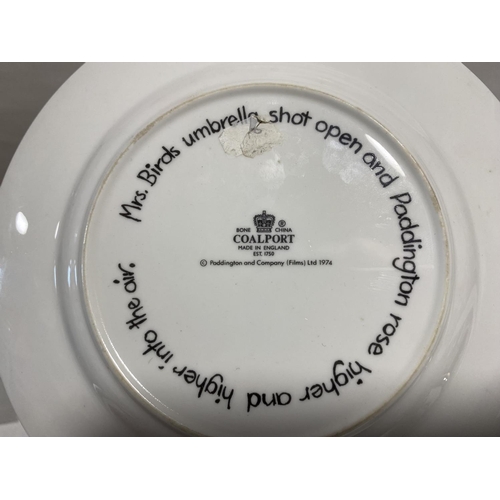 Mrs. Birds umbrella shot open and Paddington rose higher and higher into the air.
BONE CHINA
®
COALPORT
MADE IN ENGLAND
EST. 1750
© Paddington and Company (Films) Ltd 1976